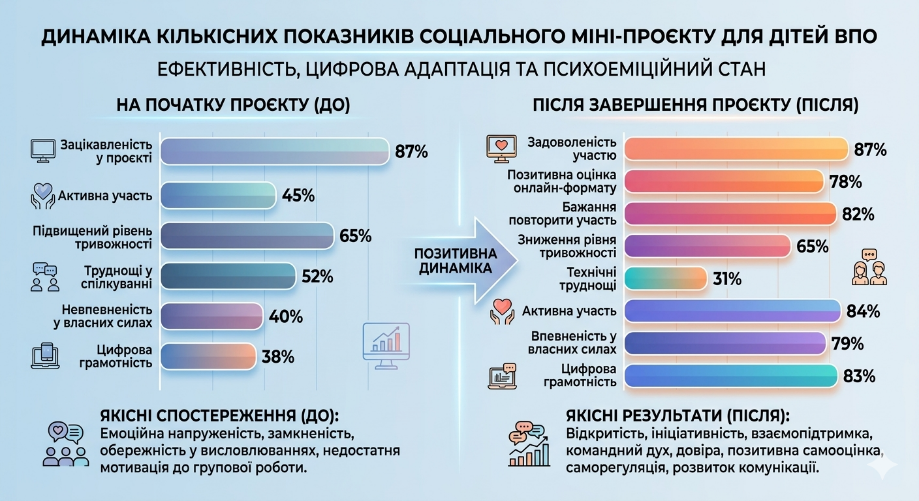 ДИНАМІКА КІЛЬКІСНИХ ПОКАЗНИКІВ СОЦІАЛЬНОГО МІНІ-ПРОЄКТУ ДЛЯ ДІТЕЙ ВПО
ЕФЕКТИВНІСТЬ, ЦИФРОВА АДАПТАЦІЯ ТА ПСИХОЕМІЦІЙНИЙ СТАН
НА ПОЧАТКУ ПРОЄКТУ (ДО)
Зацікавленість
у проєкті
87%
Активна участь
45%
Підвищений рівень
тривожності
65%
Труднощі у
спілкуванні
52%
Невпевненість
у власних силах
40%
Цифрова
грамотність
38%
ЯКІСНІ СПОСТЕРЕЖЕННЯ (ДО):
Емоційна напруженість, замкненість,
обережність у висловлюваннях, недостатня
мотивація до групової роботи.
ПОЗИТИВНА
ДИНАМІКА
ПІСЛЯ ЗАВЕРШЕННЯ ПРОЄКТУ (ПІСЛЯ)
Задоволеність
участю
87%
Позитивна оцінка
онлайн-формату
78%
Бажання
повторити участь
82%
Зниження рівня
тривожності
65%
Технічні
труднощі
31%
Активна участь
84%
Впевненість у
власних силах
79%
Цифрова
грамотність
83%
ЯКІСНІ РЕЗУЛЬТАТИ (ПІСЛЯ):
Відкритість, ініціативність, взаємопідтримка,
командний дух, довіра, позитивна самооцінка,
саморегуляція, розвиток комунікації.